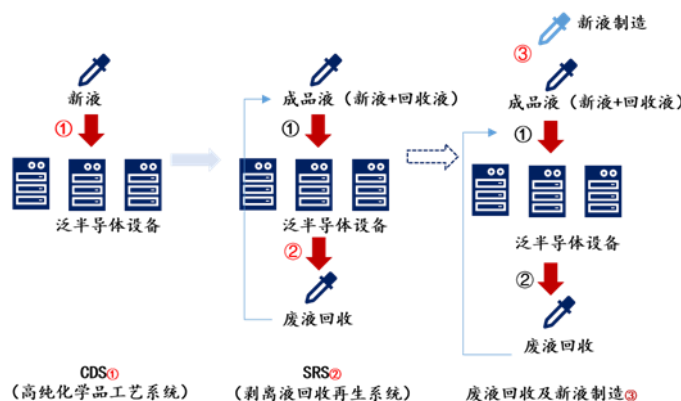 新液
①
泛半导体设备
CDS①
(高纯化学品工艺系统)
成品液（新液+回收液）
①
泛半导体设备
②
废液回收
SRS②
(剥离液回收再生系统)
新液制造
③
成品液（新液+回收液）
①
泛半导体设备
②
废液回收
废液回收及新液制造③